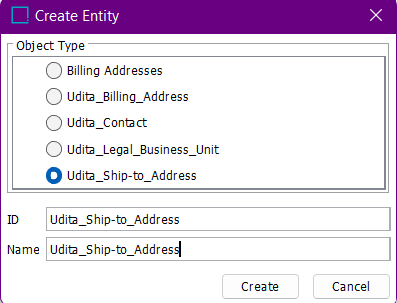 Create Entity
Object Type
Billing Addresses
Udita_Billing_Address
Udita_Contact
Udita_Legal_Business_Unit
Udita_Ship-to_Address
ID Udita_Ship-to_Address
Name Udita_Ship-to_Address
Create Cancel